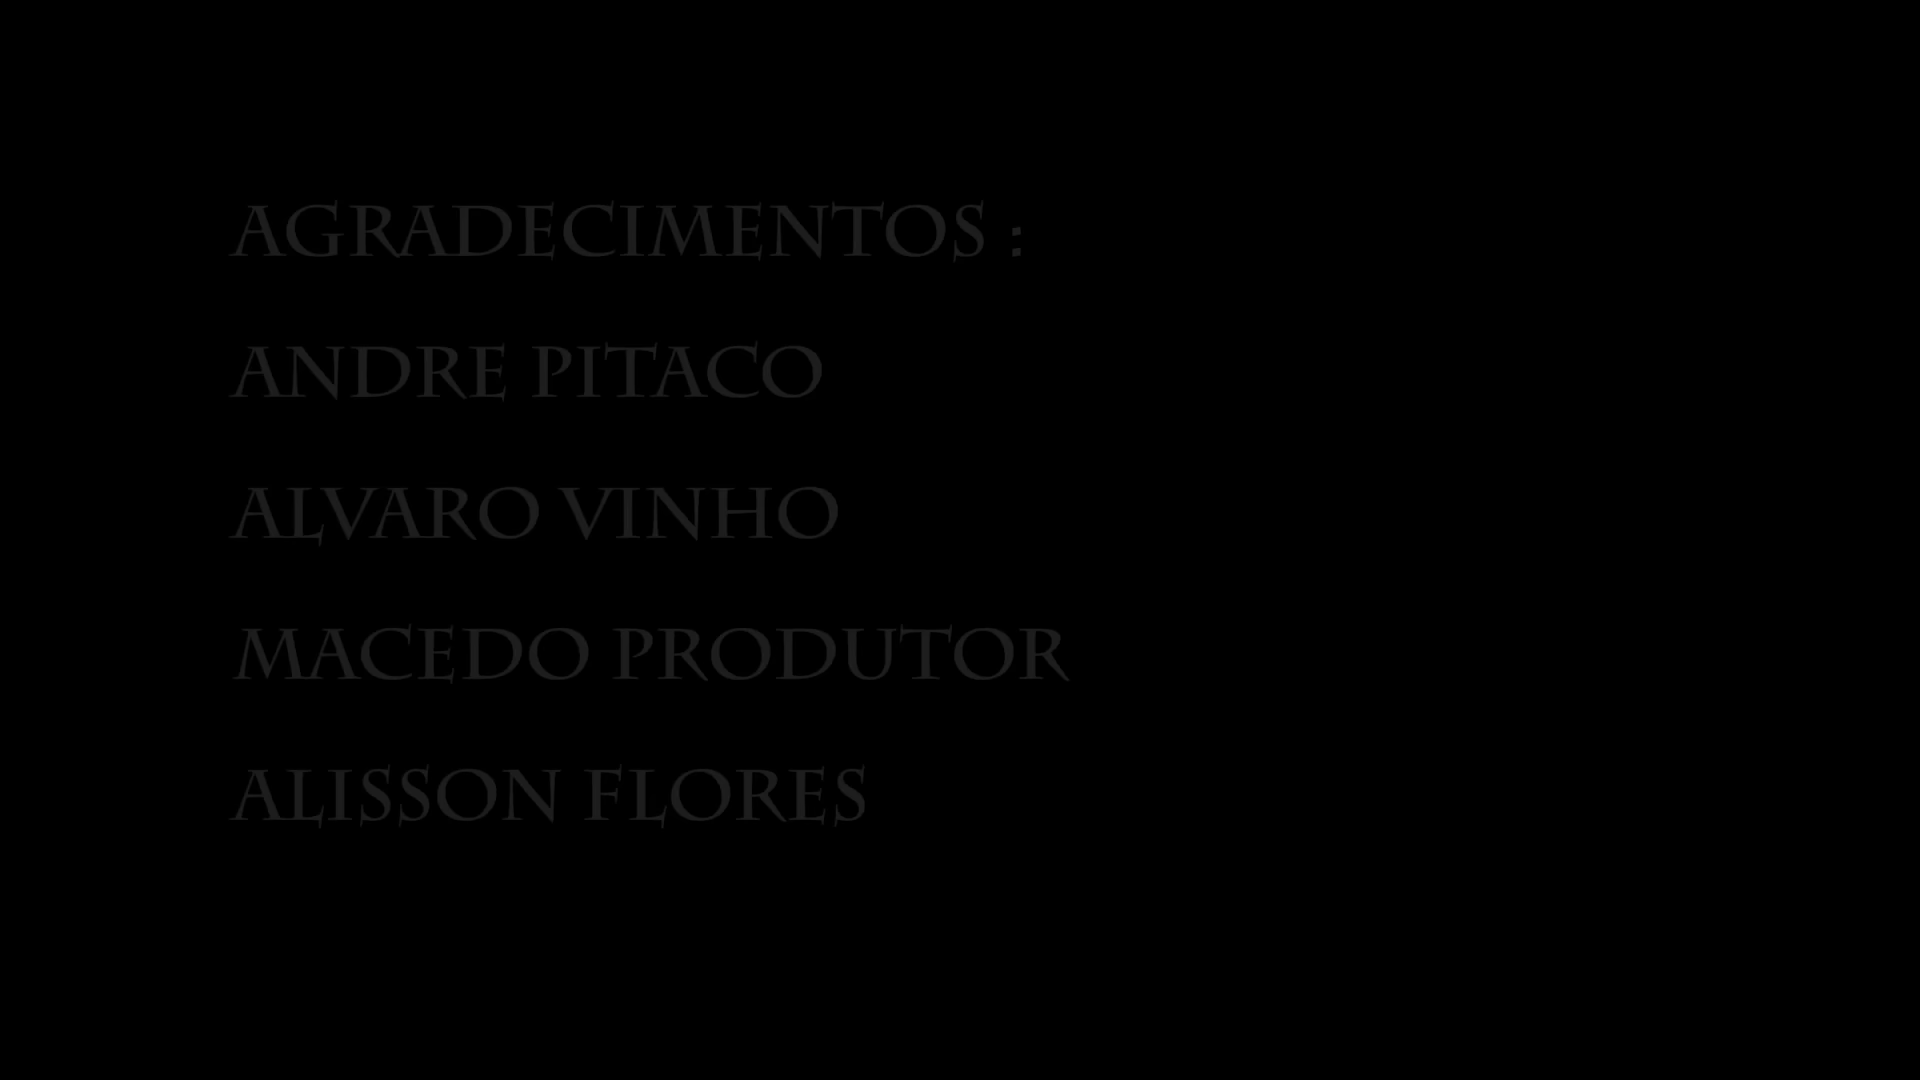 AGRADECIMENTOS :
ANDRE PITACO
ALVARO VINHO
MACEDO PRODUTOR
ALISSON FLORES